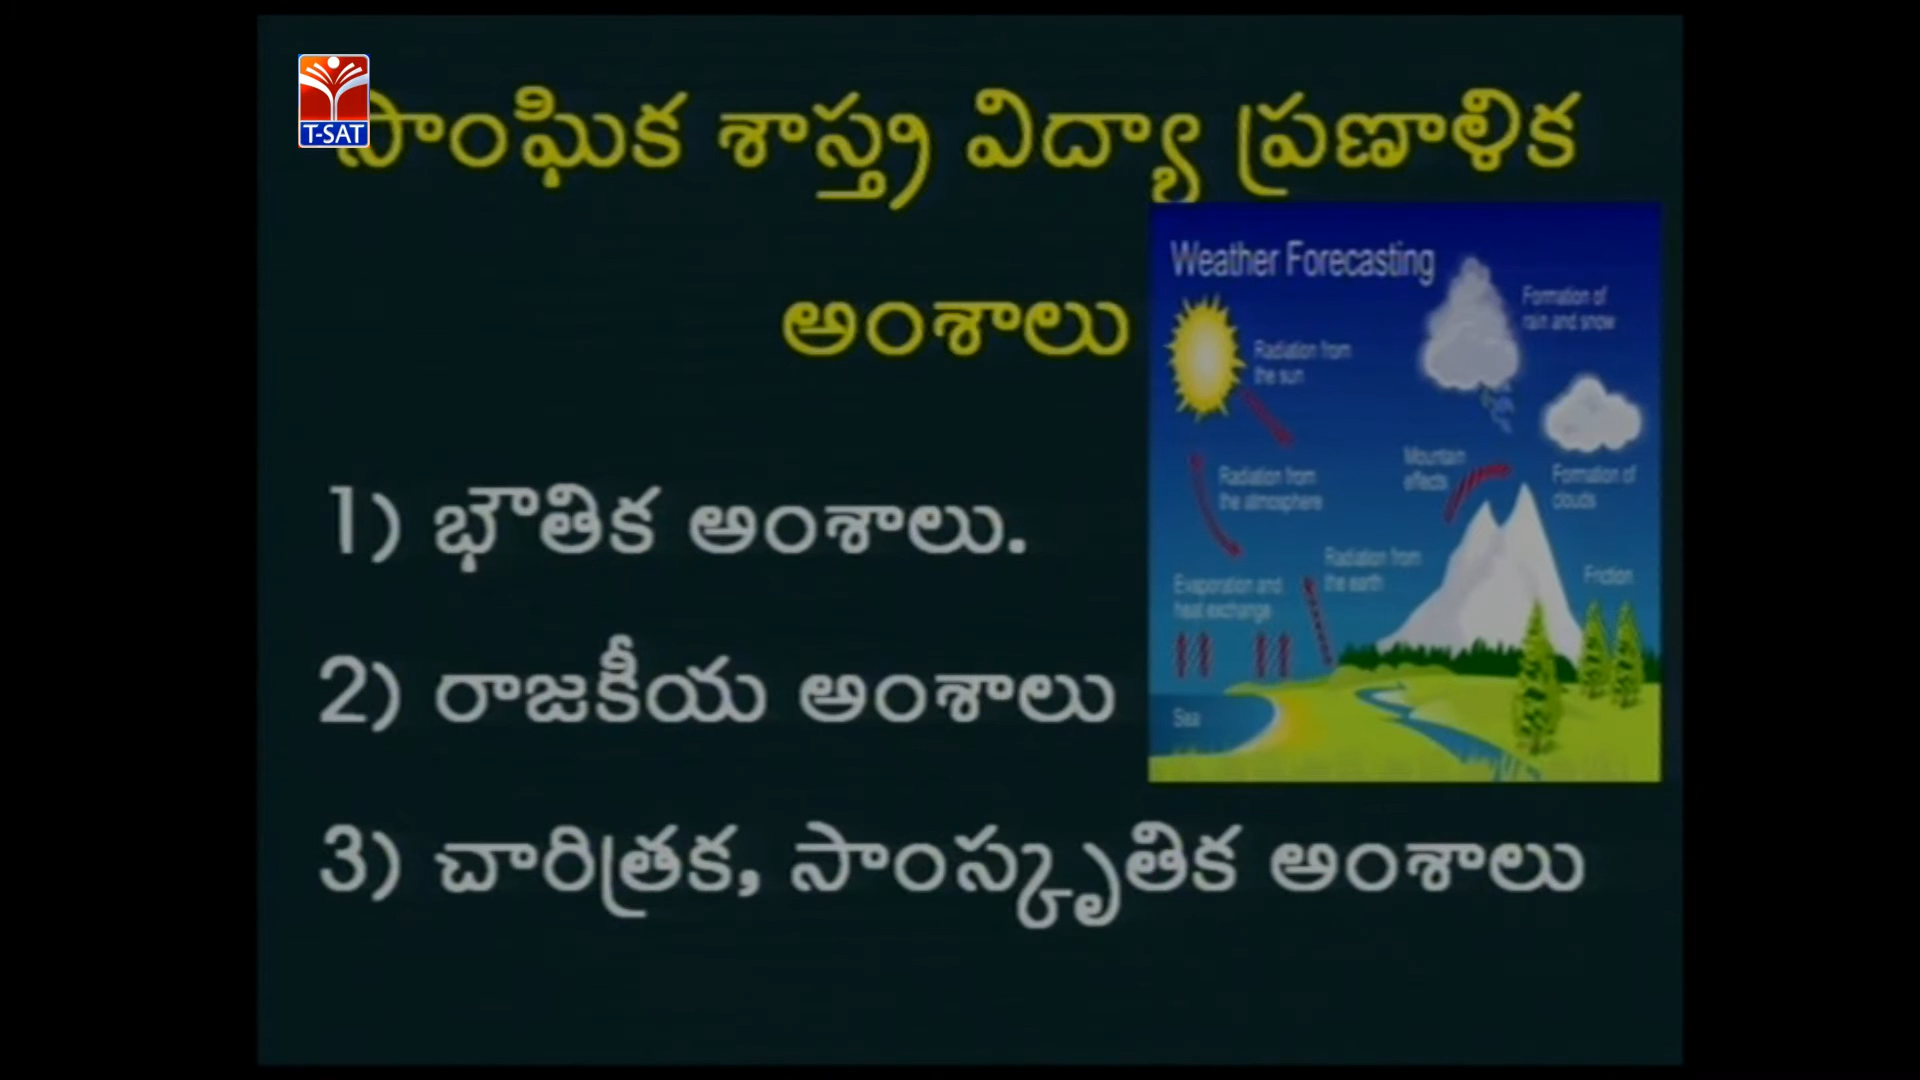 T-SAT
సాంఘిక శాస్త్ర విద్యా ప్రణాళిక
అంశాలు
1) భౌతిక అంశాలు.
2) రాజకీయ అంశాలు
3) చారిత్రక, సాంస్కృతిక అంశాలు
Weather Forecasting
Formation of
rain and snow
Radiation from
the sun
Mountain
effects
Formation of
clouds
Radiation from
the atmosphere
Radiation from
the earth
Friction
Evaporation and
heat exchange
Sea